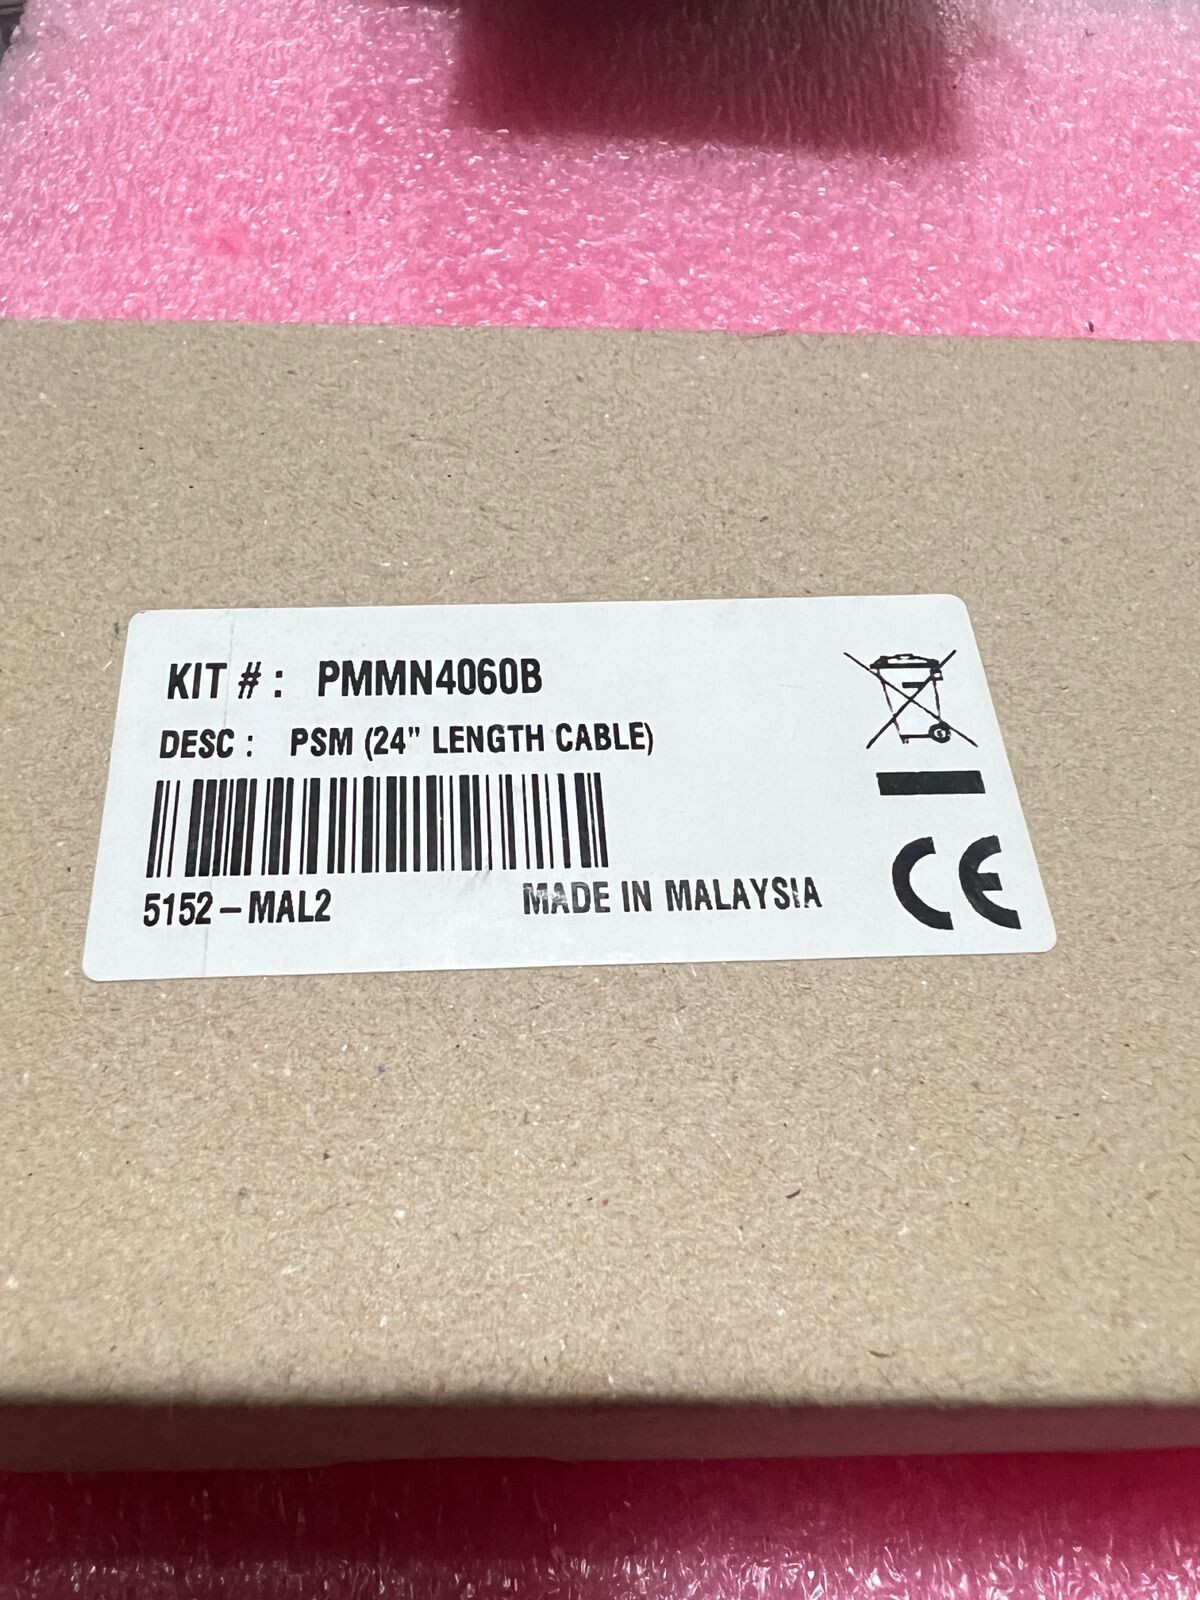 KIT # : PMMN4060B
DESC : PSM (24" LENGTH CABLE)
5152-MAL2 MADE IN MALAYSIA
CE